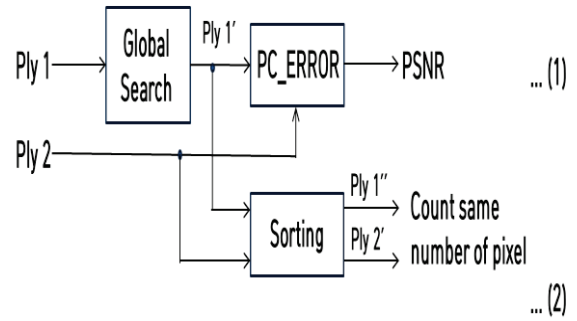 Ply 1
Global
Search
Ply 1′
PC_ERROR
PSNR
... (1)
Ply 2
Sorting
Ply 1′′
Ply 2′
Count same
number of pixel
... (2)